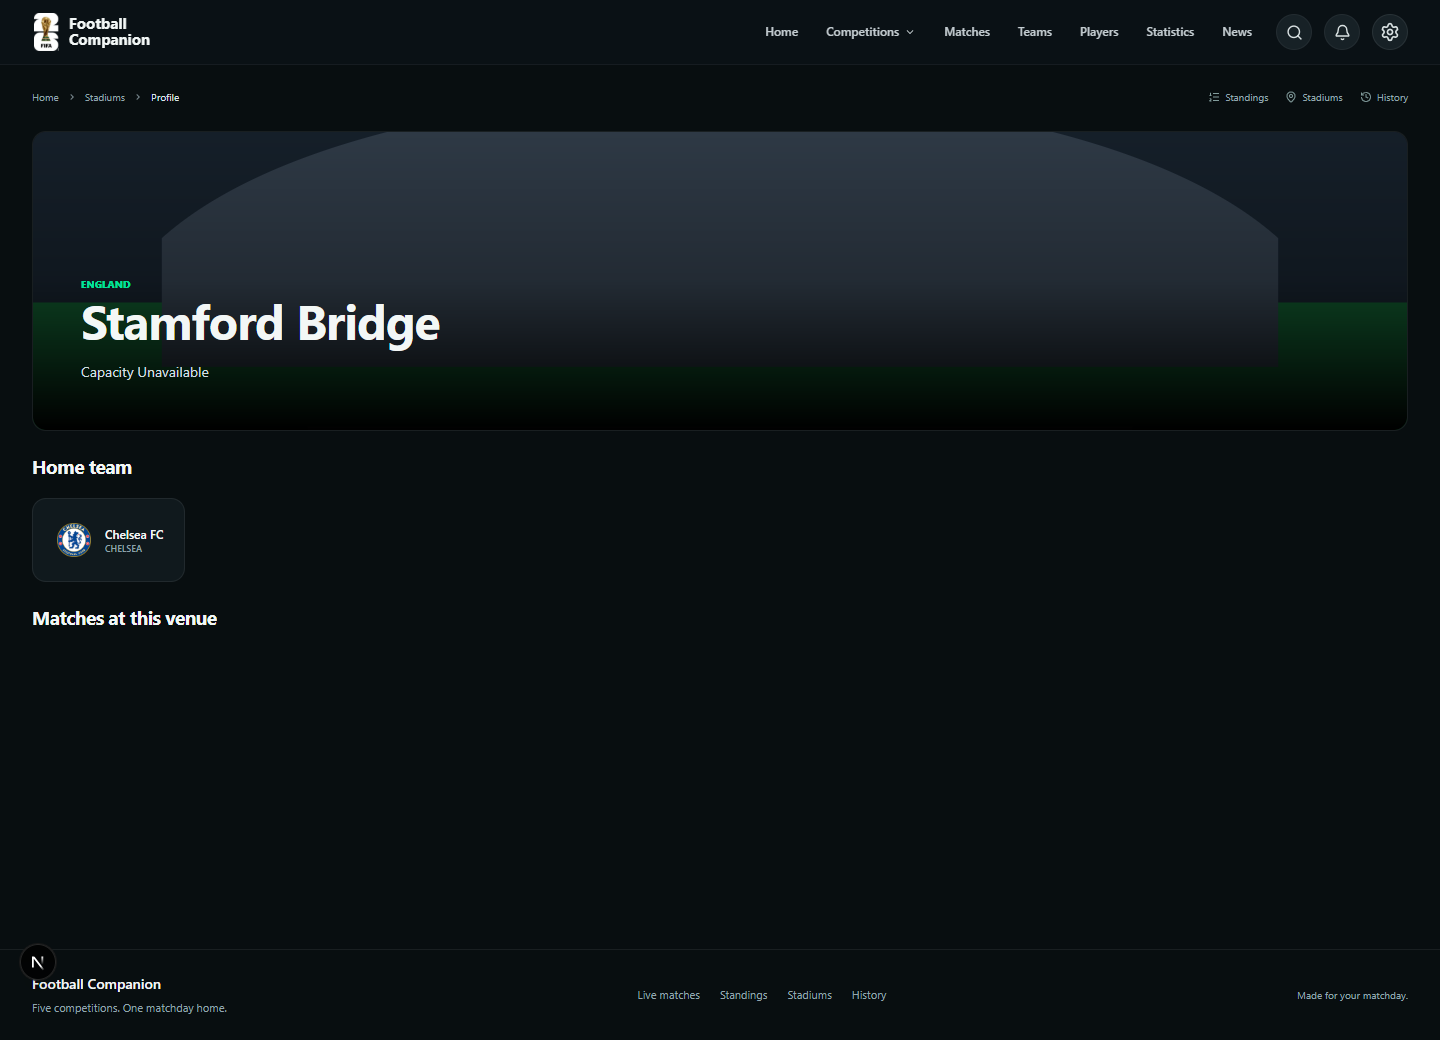 FIFA
Football
Companion
Home Competitions Matches Teams Players Statistics News
Home > Stadiums > Profile
Standings Stadiums History
ENGLAND
Stamford Bridge
Capacity Unavailable
Home team
Chelsea FC
CHELSEA
Matches at this venue
N
Football Companion
Five competitions. One matchday home.
Live matches Standings Stadiums History
Made for your matchday.